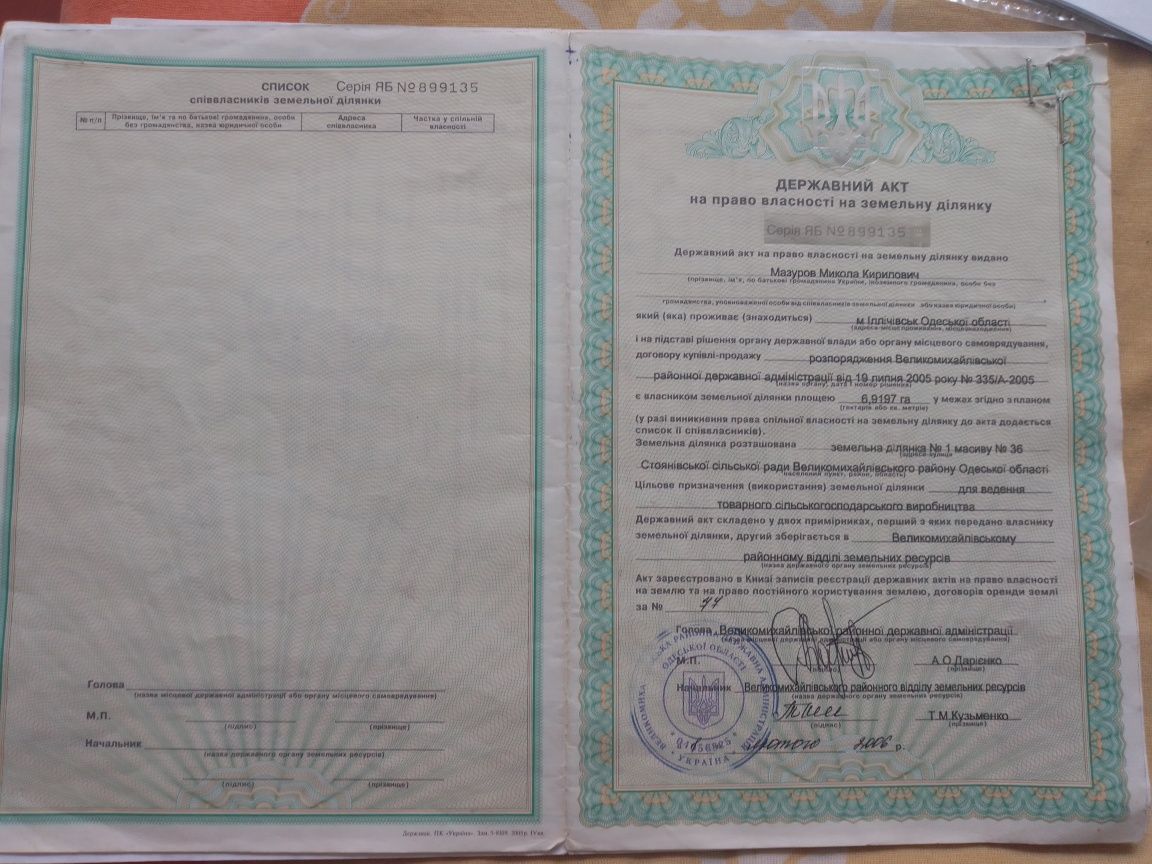 СПИСОК Серія ЯБ №899135
співвласників земельної ділянки
№ п/п Прізвище, ім'я та по батькові громадянина, особи без громадянства, назва юридичної особи Адреса співвласника Частка у спільній власності
Голова
(назва місцевої державної адміністрації або органу місцевого самоврядування)
М.П.
(підпис) (прізвище)
Начальник
(назва державного органу земельних ресурсів)
(підпис) (прізвище)
ДЕРЖАВНИЙ АКТ
на право власності на земельну ділянку
Серія ЯБ №899135
Державний акт на право власності на земельну ділянку видано
Мазуров Микола Кирилович
(прізвище, ім'я, по батькові громадянина України, іноземного громадянина, особи без
громадянства, уповноваженої особи від співвласників земельної ділянки або назва юридичної особи)
який (яка) проживає (знаходиться) м Іллічівськ Одеської області
(адреса місця проживання, місцезнаходження)
і на підставі рішення органу державної влади або органу місцевого самоврядування,
договору купівлі-продажу розпорядження Великомихайлівської
районної державної адміністрації від 19 липня 2005 року № 335/А-2005
(назва органу, дата і номер рішення)
є власником земельної ділянки площею 6,9197 га у межах згідно з планом
(гектарів або кв. метрів)
(у разі виникнення права спільної власності на земельну ділянку до акта додається
список її співвласників).
Земельна ділянка розташована земельна ділянка № 1 масиву № 36
Стоянівської сільської ради Великомихайлівського району Одеської області
(населений пункт, район, область)
Цільове призначення (використання) земельної ділянки для ведення
товарного сільськогосподарського виробництва
Державний акт складено у двох примірниках, перший з яких передано власнику
земельної ділянки, другий зберігається в Великомихайлівському
районному відділі земельних ресурсів
(назва державного органу земельних ресурсів)
Акт зареєстровано в Книзі записів реєстрації державних актів на право власності
на землю та на право постійного користування землею, договорів оренди землі
за № 77
Голова Великомихайлівської районної державної адміністрації
(назва місцевої державної адміністрації або органу місцевого самоврядування)
М.П. А.О.Дарієнко
(підпис) (прізвище)
Начальник Великомихайлівського районного відділу земельних ресурсів
(назва державного органу земельних ресурсів)
Т.М.Кузьменко
(підпис) (прізвище)
лютого 2006 р.
ОДЕСЬКОЇ ОБЛАСТІ
УКРАЇНА